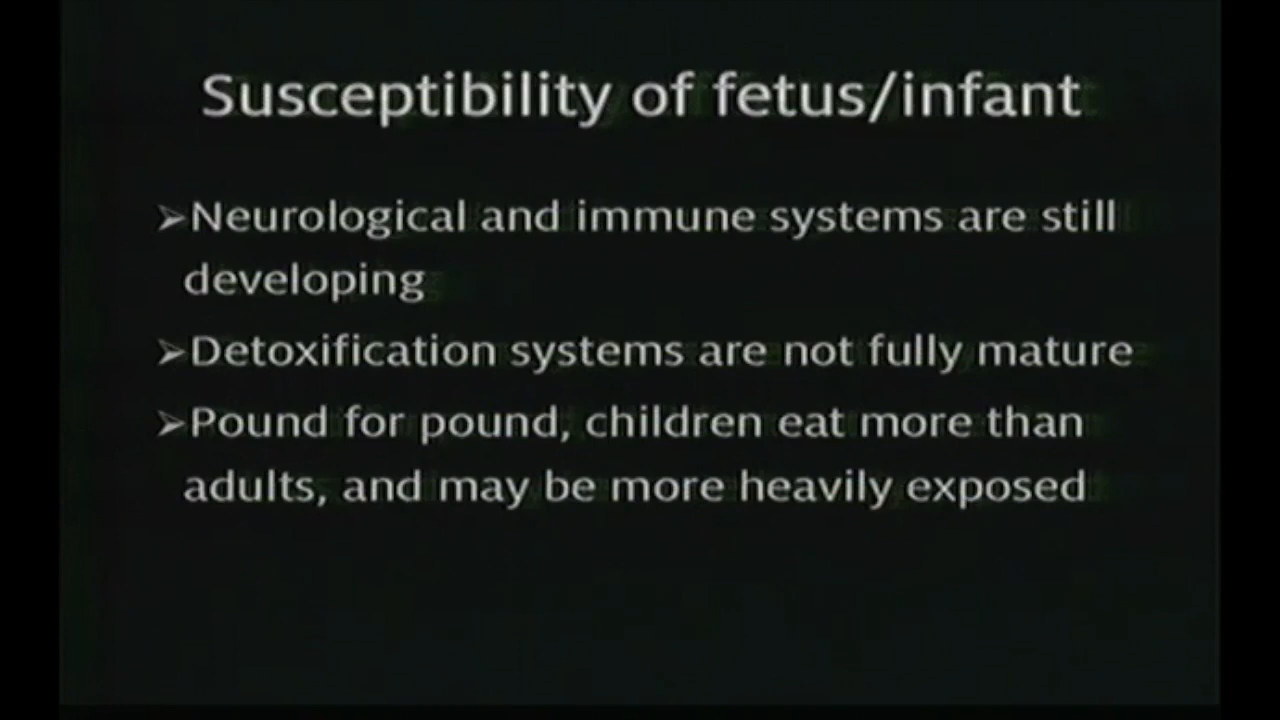 Susceptibility of fetus/infant
➢Neurological and immune systems are still
developing
➢Detoxification systems are not fully mature
➢Pound for pound, children eat more than
adults, and may be more heavily exposed